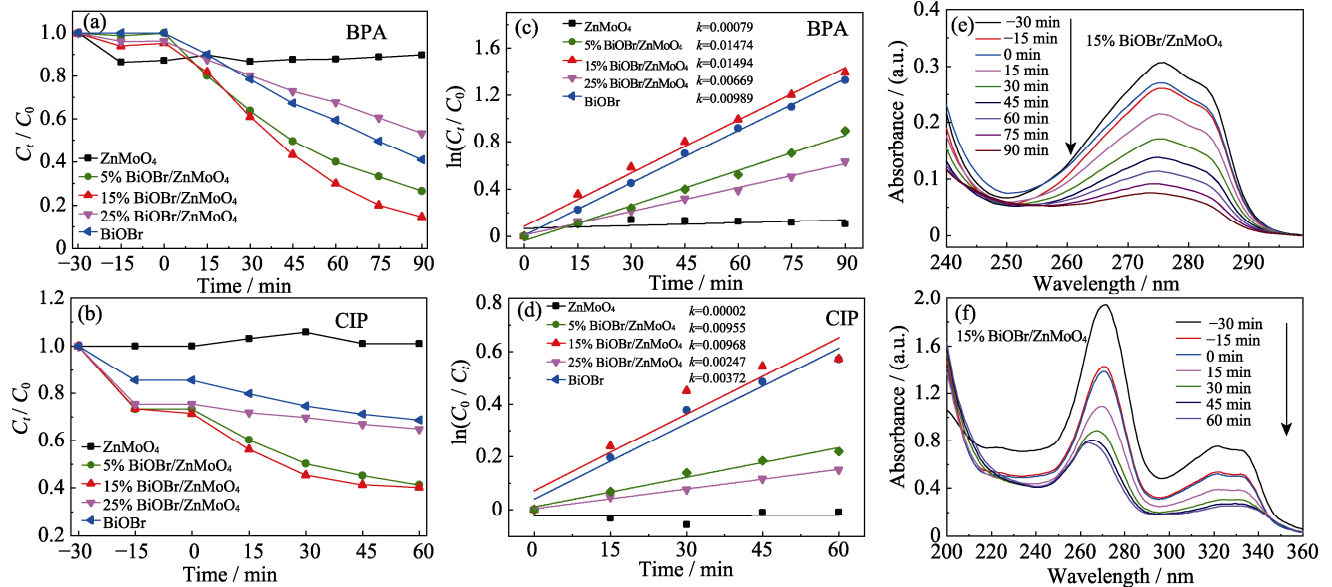 (a)
BPA
1.0
0.8
0.6
0.4
0.2
0
C_t / C_0
ZnMoO₄
5% BiOBr/ZnMoO₄
15% BiOBr/ZnMoO₄
25% BiOBr/ZnMoO₄
BiOBr
−30 −15 0 15 30 45 60 75 90
Time / min
(c)
BPA
1.6
1.2
0.8
0.4
0
ln(C_t / C_0)
ZnMoO₄ k=0.00079
5% BiOBr/ZnMoO₄ k=0.01474
15% BiOBr/ZnMoO₄ k=0.01494
25% BiOBr/ZnMoO₄ k=0.00669
BiOBr k=0.00989
0 15 30 45 60 75 90
Time / min
(e)
15% BiOBr/ZnMoO₄
0.4
0.3
0.2
0.1
0
Absorbance / (a.u.)
−30 min
−15 min
0 min
15 min
30 min
45 min
60 min
75 min
90 min
240 250 260 270 280 290
Wavelength / nm
(b)
CIP
1.2
1.0
0.8
0.6
0.4
0.2
C_t / C_0
ZnMoO₄
5% BiOBr/ZnMoO₄
15% BiOBr/ZnMoO₄
25% BiOBr/ZnMoO₄
BiOBr
−30 −15 0 15 30 45 60
Time / min
(d)
CIP
0.8
0.6
0.4
0.2
0
ln(C_0 / C_t)
ZnMoO₄ k=0.00002
5% BiOBr/ZnMoO₄ k=0.00955
15% BiOBr/ZnMoO₄ k=0.00968
25% BiOBr/ZnMoO₄ k=0.00247
BiOBr k=0.00372
0 15 30 45 60
Time / min
(f)
15% BiOBr/ZnMoO₄
2.0
1.6
1.2
0.8
0.4
0
Absorbance / (a.u.)
−30 min
−15 min
0 min
15 min
30 min
45 min
60 min
200 220 240 260 280 300 320 340 360
Wavelength / nm